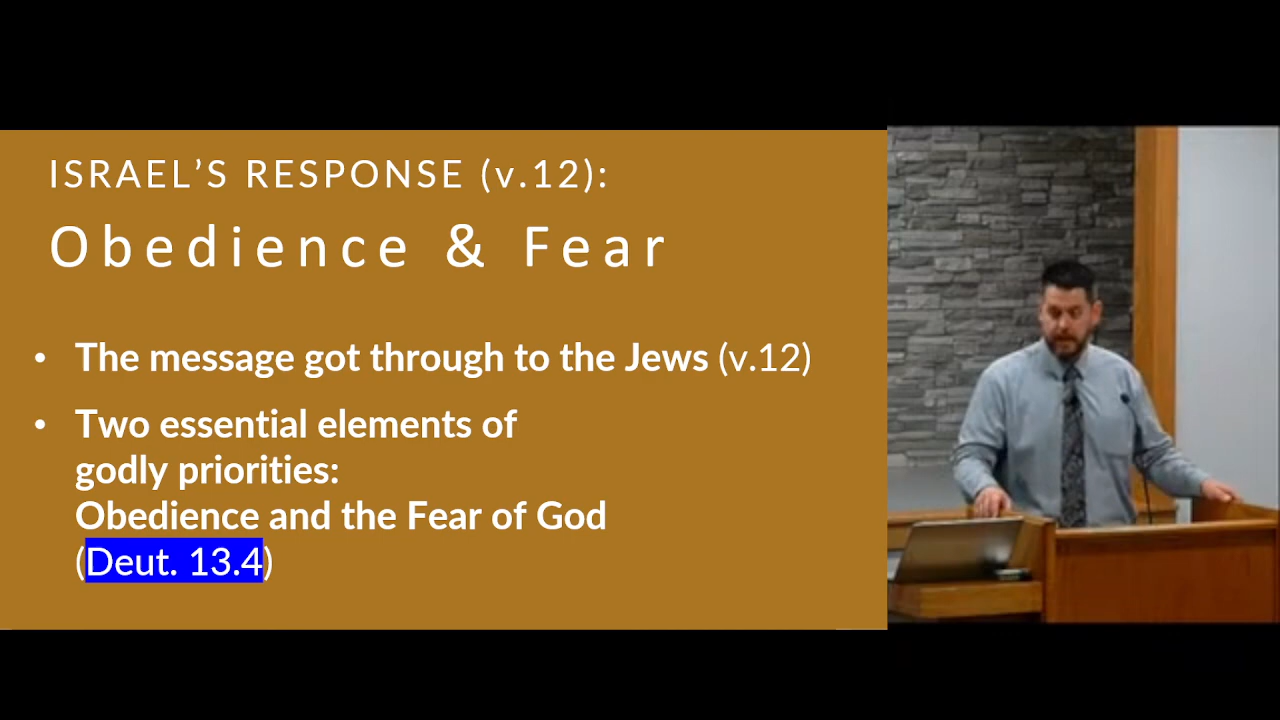 ISRAEL’S RESPONSE (v.12):
Obedience & Fear
• The message got through to the Jews (v.12)
• Two essential elements of
godly priorities:
Obedience and the Fear of God
(Deut. 13.4)